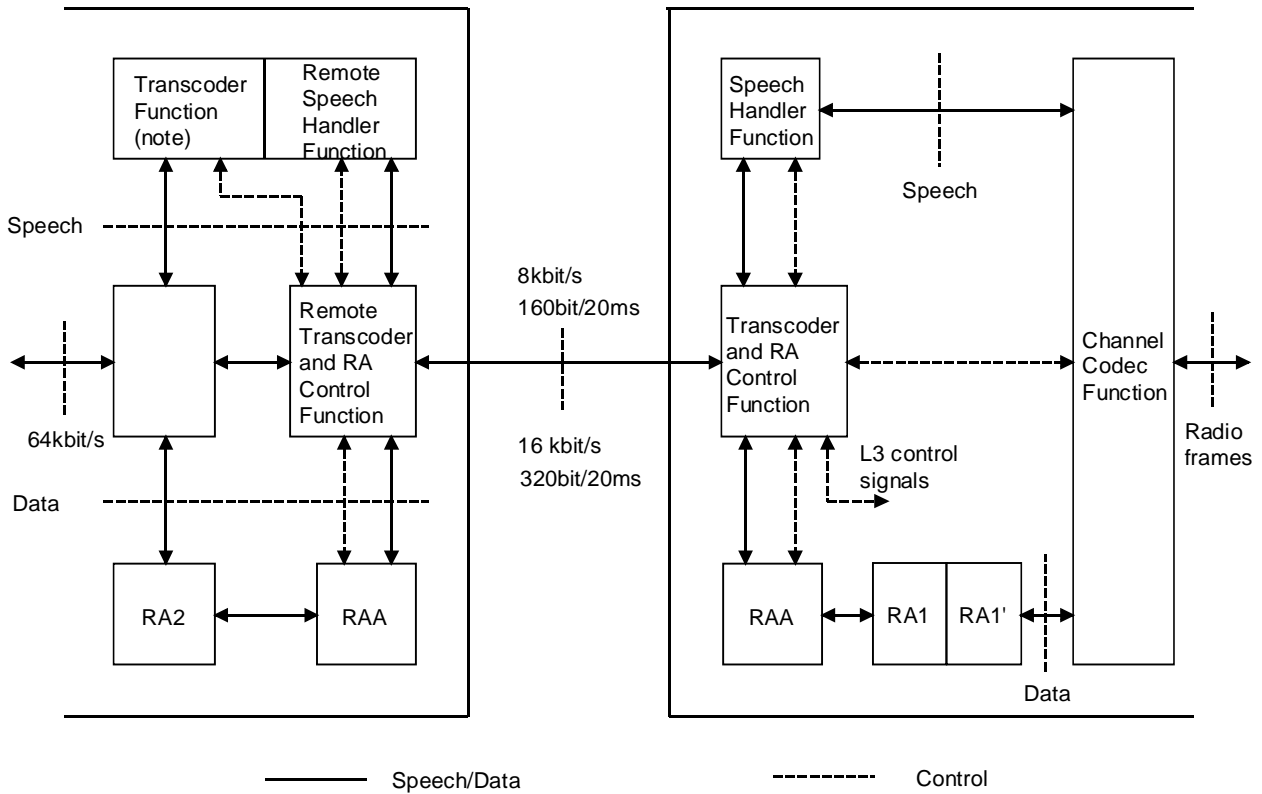 Transcoder
Function
(note)
Remote
Speech
Handler
Function
Speech
Handler
Function
Speech
Speech
8kbit/s
160bit/20ms
Remote
Transcoder
and RA
Control
Function
Transcoder
and RA
Control
Function
Channel
Codec
Function
64kbit/s
16 kbit/s
320bit/20ms
L3 control
signals
Radio
frames
Data
RA2
RAA
RAA
RA1
RA1'
Data
Speech/Data
Control